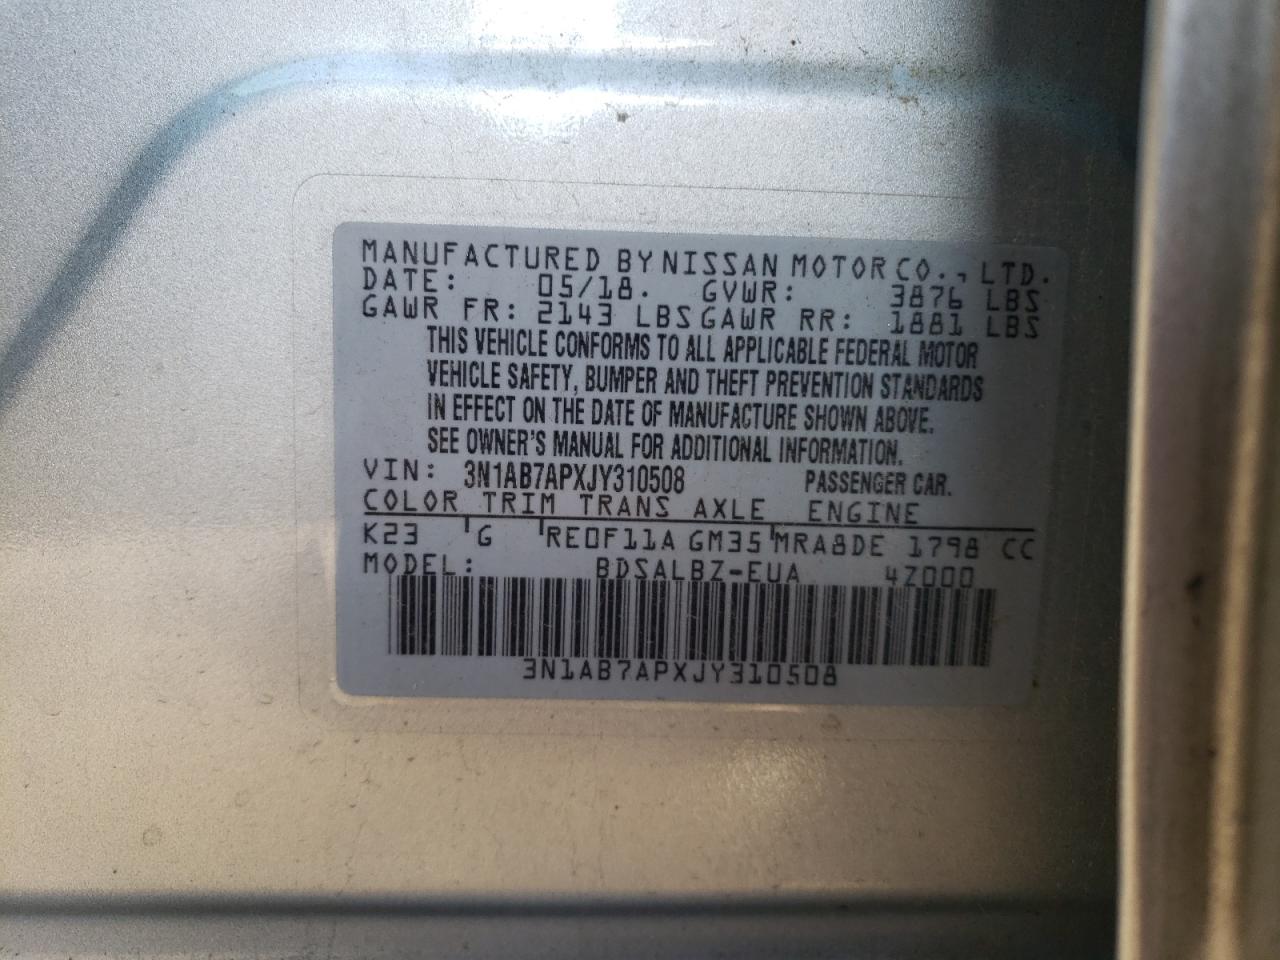 MANUFACTURED BY NISSAN MOTOR CO., LTD.
DATE: 05/18. GVWR: 3876 LBS
GAWR FR: 2143 LBS GAWR RR: 1881 LBS
THIS VEHICLE CONFORMS TO ALL APPLICABLE FEDERAL MOTOR
VEHICLE SAFETY, BUMPER AND THEFT PREVENTION STANDARDS
IN EFFECT ON THE DATE OF MANUFACTURE SHOWN ABOVE.
SEE OWNER'S MANUAL FOR ADDITIONAL INFORMATION.
VIN: 3N1AB7APXJY310508 PASSENGER CAR.
COLOR TRIM TRANS AXLE ENGINE
K23 G RE0F11A GM35 MRA8DE 1798 CC
MODEL: BDSALBZ-EUA 4Z000
3N1AB7APXJY310508